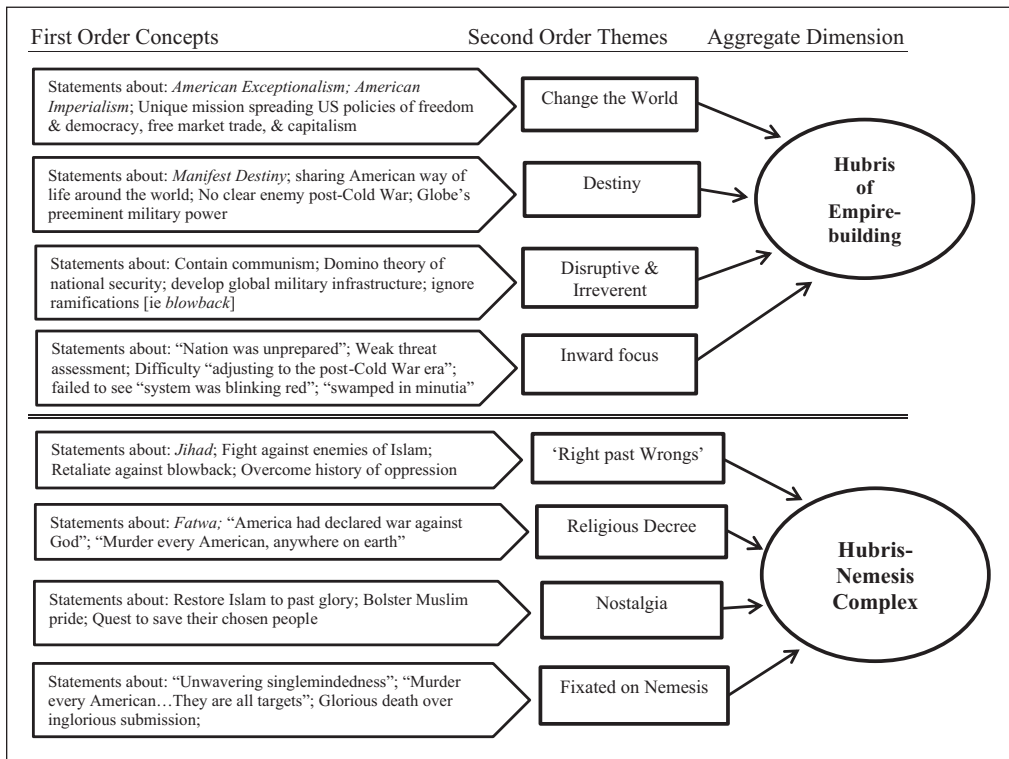 First Order Concepts
Second Order Themes
Aggregate Dimension
Statements about: American Exceptionalism; American
Imperialism; Unique mission spreading US policies of freedom
& democracy, free market trade, & capitalism
Change the World
Statements about: Manifest Destiny; sharing American way of
life around the world; No clear enemy post-Cold War; Globe's
preeminent military power
Destiny
Statements about: Contain communism; Domino theory of
national security; develop global military infrastructure; ignore
ramifications [ie blowback]
Disruptive &
Irreverent
Statements about: “Nation was unprepared”; Weak threat
assessment; Difficulty “adjusting to the post-Cold War era”;
failed to see “system was blinking red”; “swamped in minutia”
Inward focus
Hubris
of
Empire-
building
Statements about: Jihad; Fight against enemies of Islam;
Retaliate against blowback; Overcome history of oppression
‘Right past Wrongs’
Statements about: Fatwa; “America had declared war against
God”; “Murder every American, anywhere on earth”
Religious Decree
Statements about: Restore Islam to past glory; Bolster Muslim
pride; Quest to save their chosen people
Nostalgia
Statements about: “Unwavering singlemindedness”; “Murder
every American…They are all targets”; Glorious death over
inglorious submission;
Fixated on Nemesis
Hubris-
Nemesis
Complex